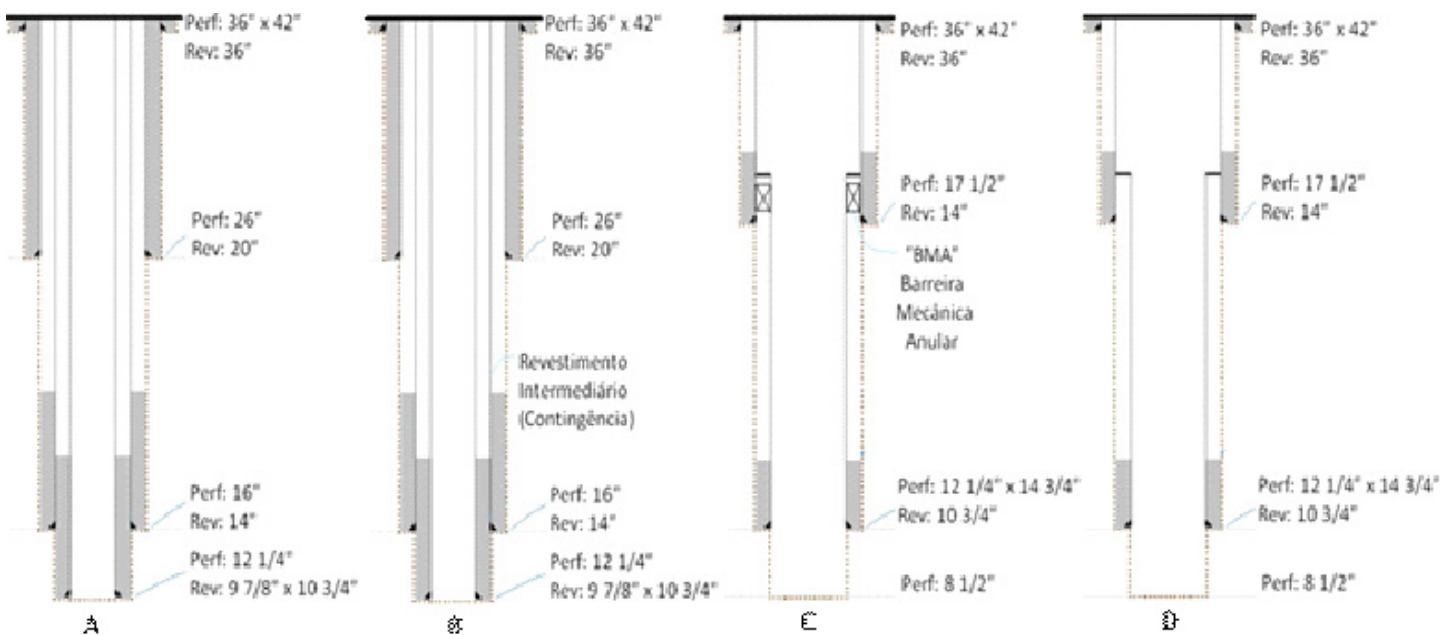 Perf: 36" x 42"
Rev: 36"
Perf: 26"
Rev: 20"
Perf: 16"
Rev: 14"
Perf: 12 1/4"
Rev: 9 7/8" x 10 3/4"
A
Perf: 36" x 42"
Rev: 36"
Perf: 26"
Rev: 20"
Revestimento
Intermediário
(Contingência)
Perf: 16"
Rev: 14"
Perf: 12 1/4"
Rev: 9 7/8" x 10 3/4"
B
Perf: 36" x 42"
Rev: 36"
Perf: 17 1/2"
Rev: 14"
"BMA"
Barreira
Mecânica
Anular
Perf: 12 1/4" x 14 3/4"
Rev: 10 3/4"
Perf: 8 1/2"
C
Perf: 36" x 42"
Rev: 36"
Perf: 17 1/2"
Rev: 14"
Perf: 12 1/4" x 14 3/4"
Rev: 10 3/4"
Perf: 8 1/2"
D